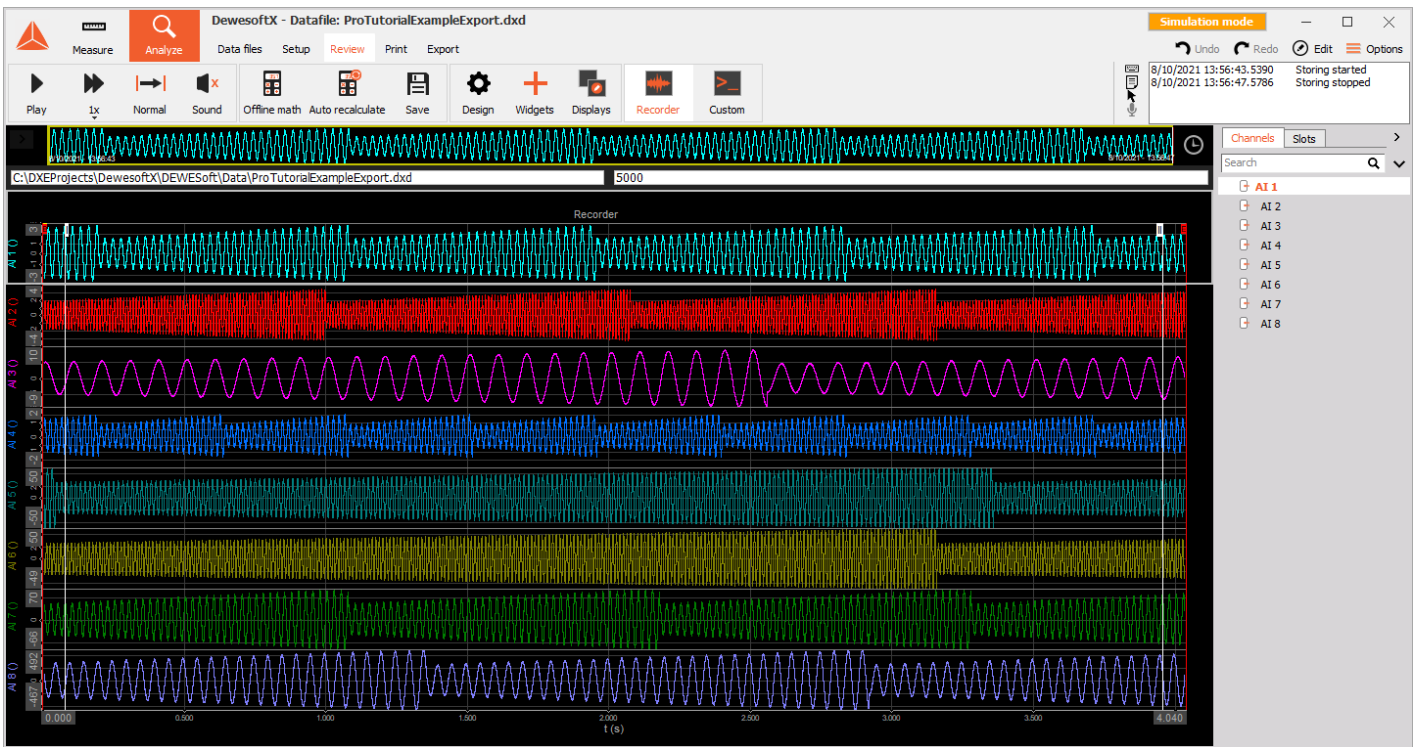 DewesoftX - Datafile: ProTutorialExampleExport.dxd
Simulation mode
Measure
Analyze
Data files Setup Review Print Export
Undo Redo Edit Options
Play
1x
Normal
Sound
Offline math
Auto recalculate
Save
Design
Widgets
Displays
Recorder
Custom
8/10/2021 13:56:43.5390 Storing started
8/10/2021 13:56:47.5786 Storing stopped
Channels Slots
Search
C:\DXEProjects\DewesoftX\DEWESoft\Data\ProTutorialExampleExport.dxd
5000
AI 1
AI 2
AI 3
AI 4
AI 5
AI 6
AI 7
AI 8
Recorder
AI 1 ()
AI 2 ()
AI 3 ()
AI 4 ()
AI 5 ()
AI 6 ()
AI 7 ()
AI 8 ()
0.000 0.500 1.000 1.500 2.000 2.500 3.000 3.500 4.040
t (s)